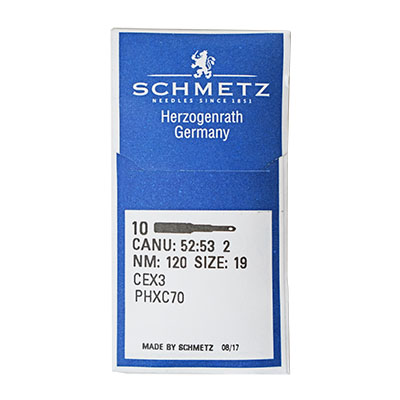 SCHMETZ
NEEDLES SINCE 1851
Herzogenrath
Germany
10
CANU: 52:53 2
NM: 120 SIZE: 19
CEX3
PHXC70
MADE BY SCHMETZ 08/17